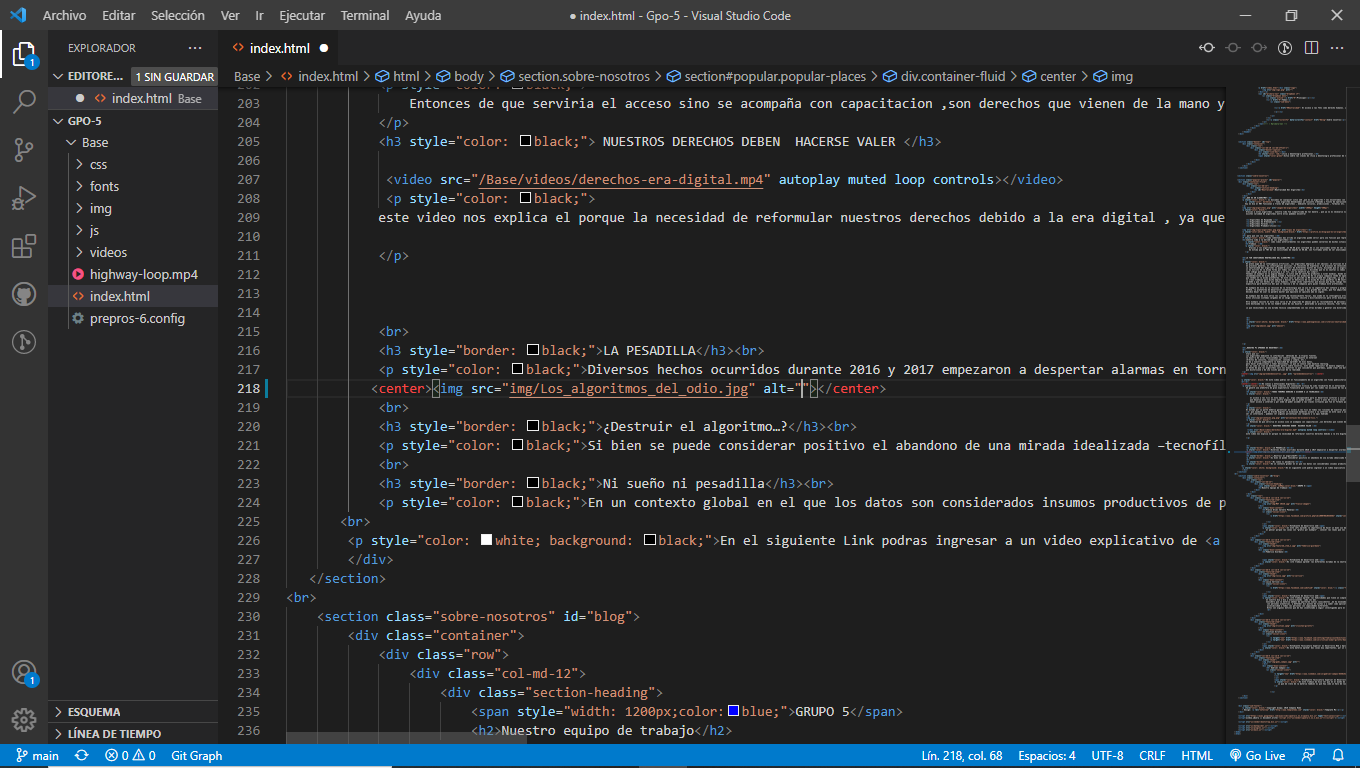 Archivo Editar Selección Ver Ir Ejecutar Terminal Ayuda
● index.html - Gpo-5 - Visual Studio Code
EXPLORADOR
index.html
1
EDITORE... 1 SIN GUARDAR
index.html Base
GPO-5
Base
css
fonts
img
js
videos
highway-loop.mp4
index.html
prepros-6.config
ESQUEMA
LÍNEA DE TIEMPO
1
Base > index.html > html > body > section.sobre-nosotros > section#popular.popular-places > div.container-fluid > center > img
202 <p style="color: black;">
203 Entonces de que serviria el acceso sino se acompaña con capacitacion ,son derechos que vienen de la mano y
204 </p>
205 <h3 style="color: black;"> NUESTROS DERECHOS DEBEN  HACERSE VALER </h3>
206
207 <video src="/Base/videos/derechos-era-digital.mp4" autoplay muted loop controls></video>
208 <p style="color: black;">
209 este video nos explica el porque la necesidad de reformular nuestros derechos debido a la era digital , ya que
210
211 </p>
212
213
214
215 <br>
216 <h3 style="border: black;">LA PESADILLA</h3><br>
217 <p style="color: black;">Diversos hechos ocurridos durante 2016 y 2017 empezaron a despertar alarmas en torn
218 <center><img src="img/Los_algoritmos_del_odio.jpg" alt=""></center>
219 <br>
220 <h3 style="border: black;">¿Destruir el algoritmo…?</h3><br>
221 <p style="color: black;">Si bien se puede considerar positivo el abandono de una mirada idealizada –tecnofíl
222 <br>
223 <h3 style="border: black;">Ni sueño ni pesadilla</h3><br>
224 <p style="color: black;">En un contexto global en el que los datos son considerados insumos productivos de p
225 <br>
226 <p style="color: white; background: black;">En el siguiente Link podras ingresar a un video explicativo de <a
227 </div>
228 </section>
229 <br>
230 <section class="sobre-nosotros" id="blog">
231 <div class="container">
232 <div class="row">
233 <div class="col-md-12">
234 <div class="section-heading">
235 <span style="width: 1200px;color: blue;">GRUPO 5</span>
236 <h2>Nuestro equipo de trabajo</h2>
main 0 0 Git Graph Lín. 218, col. 68 Espacios: 4 UTF-8 CRLF HTML Go Live